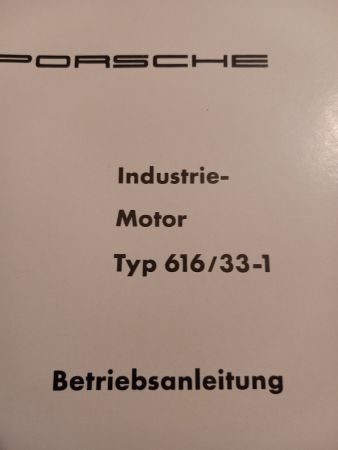 PORSCHE
Industrie-
Motor
Typ 616/33-1
Betriebsanleitung